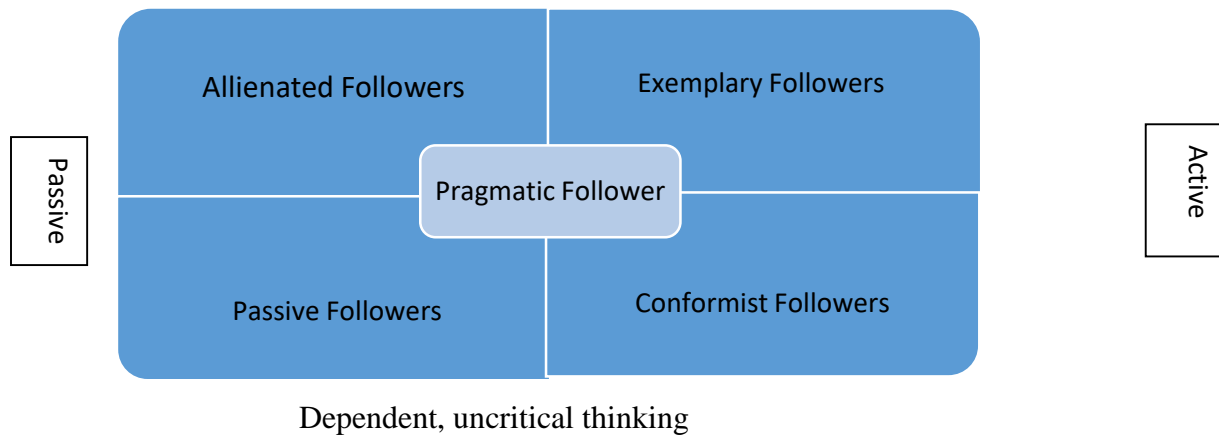 Allienated Followers
Exemplary Followers
Passive
Pragmatic Follower
Active
Passive Followers
Conformist Followers
Dependent, uncritical thinking